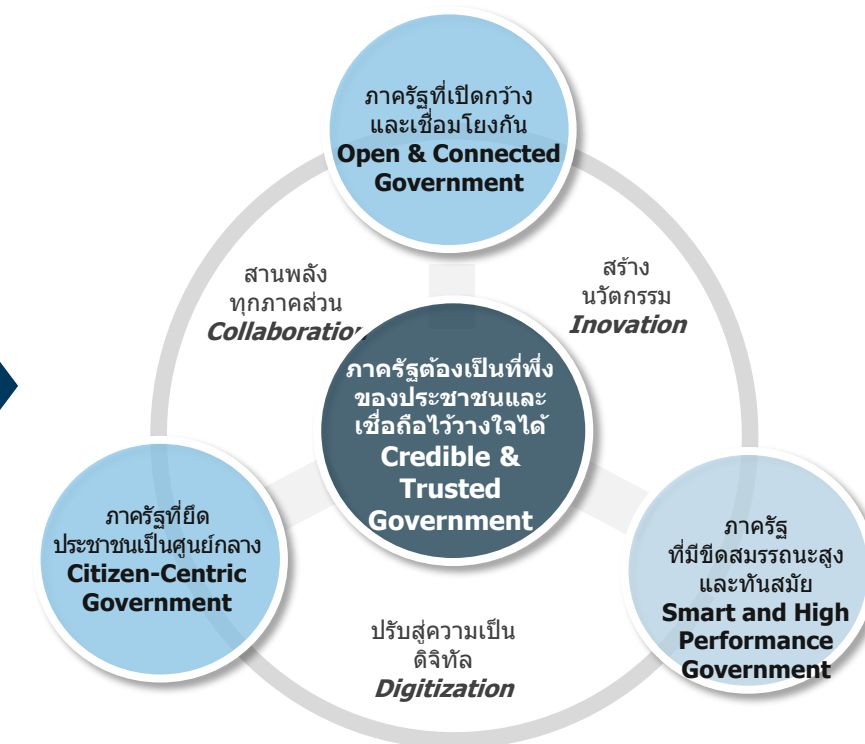 ภาครัฐที่เปิดกว้าง
และเชื่อมโยงกัน
Open & Connected
Government
สานพลัง
ทุกภาคส่วน
Collaboration
สร้าง
นวัตกรรม
Inovation
ภาครัฐต้องเป็นที่พึ่ง
ของประชาชนและ
เชื่อถือไว้วางใจได้
Credible &
Trusted
Government
ภาครัฐที่ยึด
ประชาชนเป็นศูนย์กลาง
Citizen-Centric
Government
ภาครัฐ
ที่มีขีดสมรรถนะสูง
และทันสมัย
Smart and High
Performance
Government
ปรับสู่ความเป็น
ดิจิทัล
Digitization